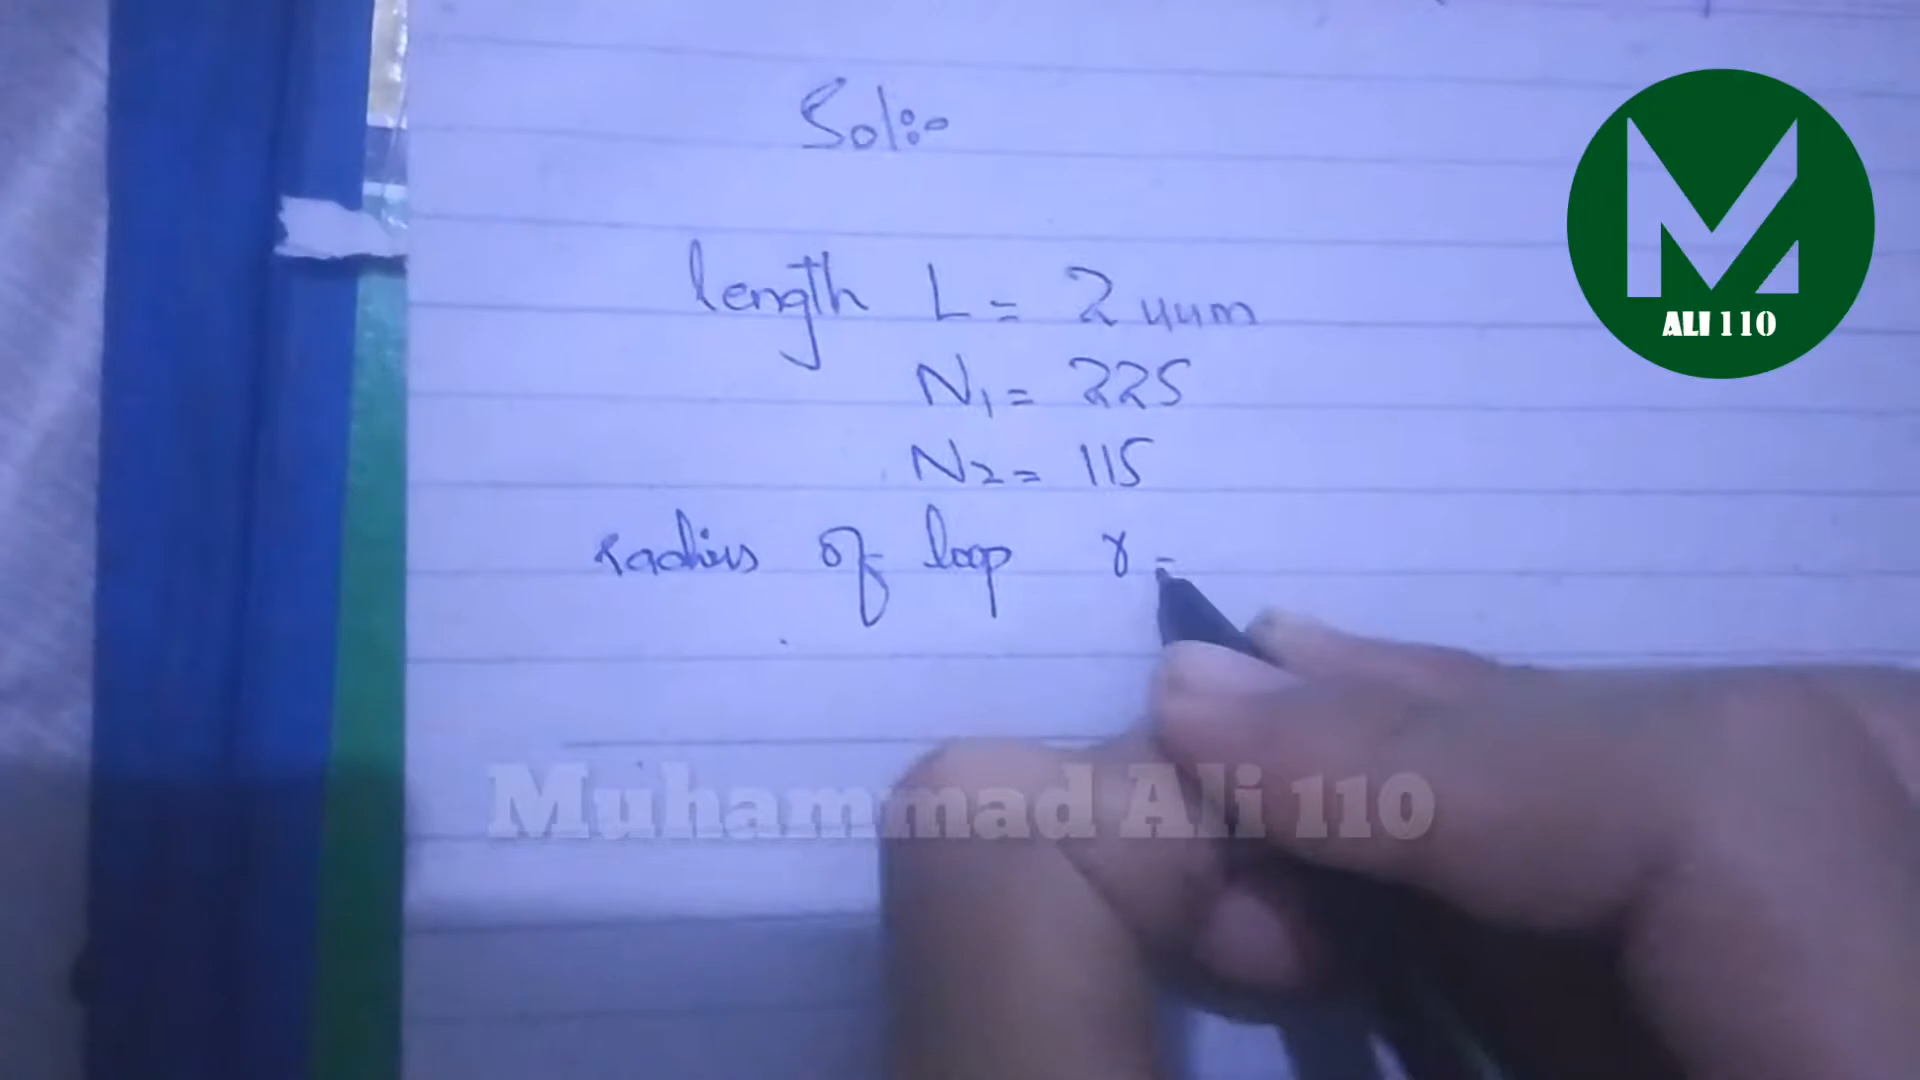 Sol:-
length L = 2 uum
N1 = 225
N2 = 115
radius of loop r =
M
ALI 110
Muhammad Ali 110